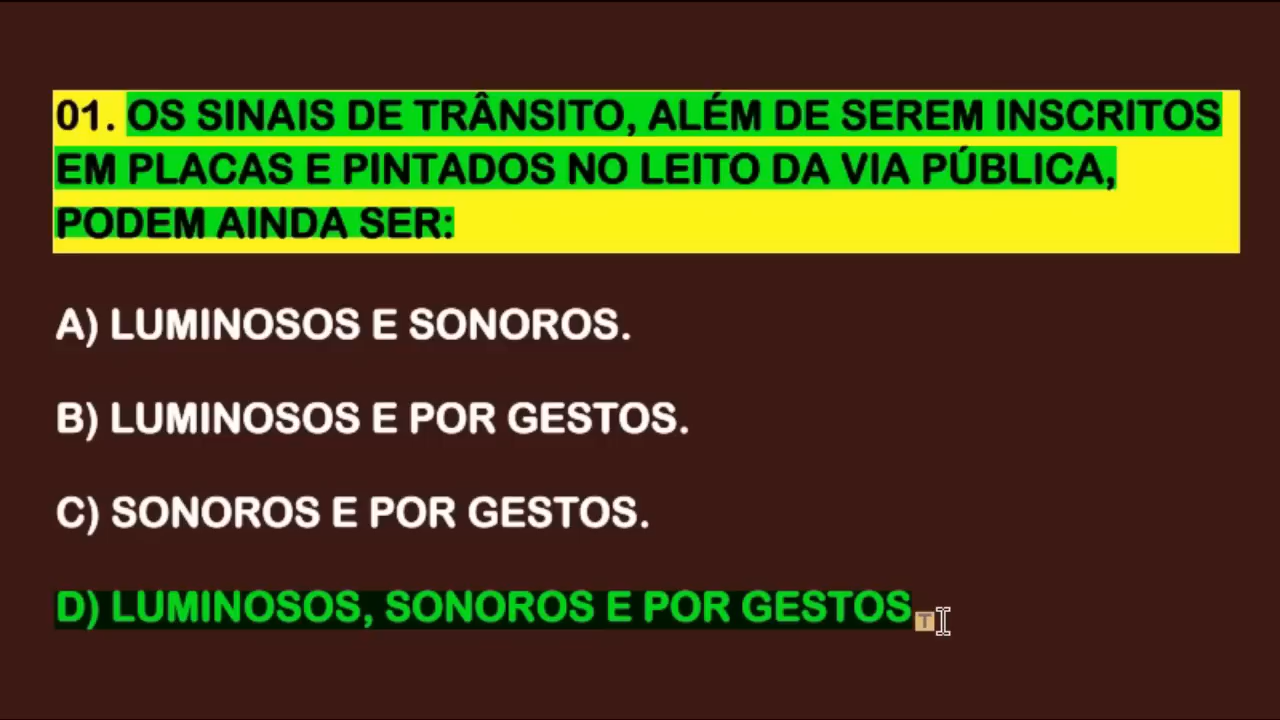 01. OS SINAIS DE TRÂNSITO, ALÉM DE SEREM INSCRITOS
EM PLACAS E PINTADOS NO LEITO DA VIA PÚBLICA,
PODEM AINDA SER:
A) LUMINOSOS E SONOROS.
B) LUMINOSOS E POR GESTOS.
C) SONOROS E POR GESTOS.
D) LUMINOSOS, SONOROS E POR GESTOS
T